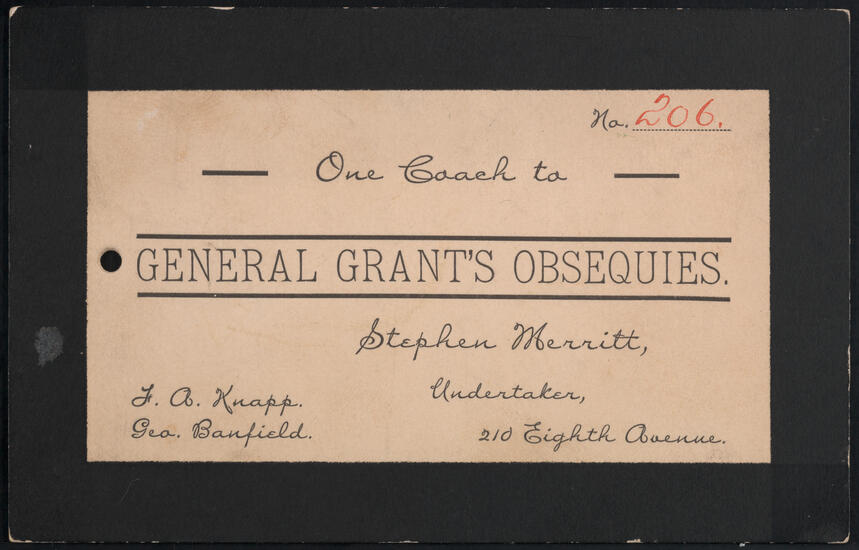 No. 206.
One Coach to
GENERAL GRANT'S OBSEQUIES.
Stephen Merritt,
Undertaker,
210 Eighth Avenue.
F. A. Knapp.
Geo. Banfield.